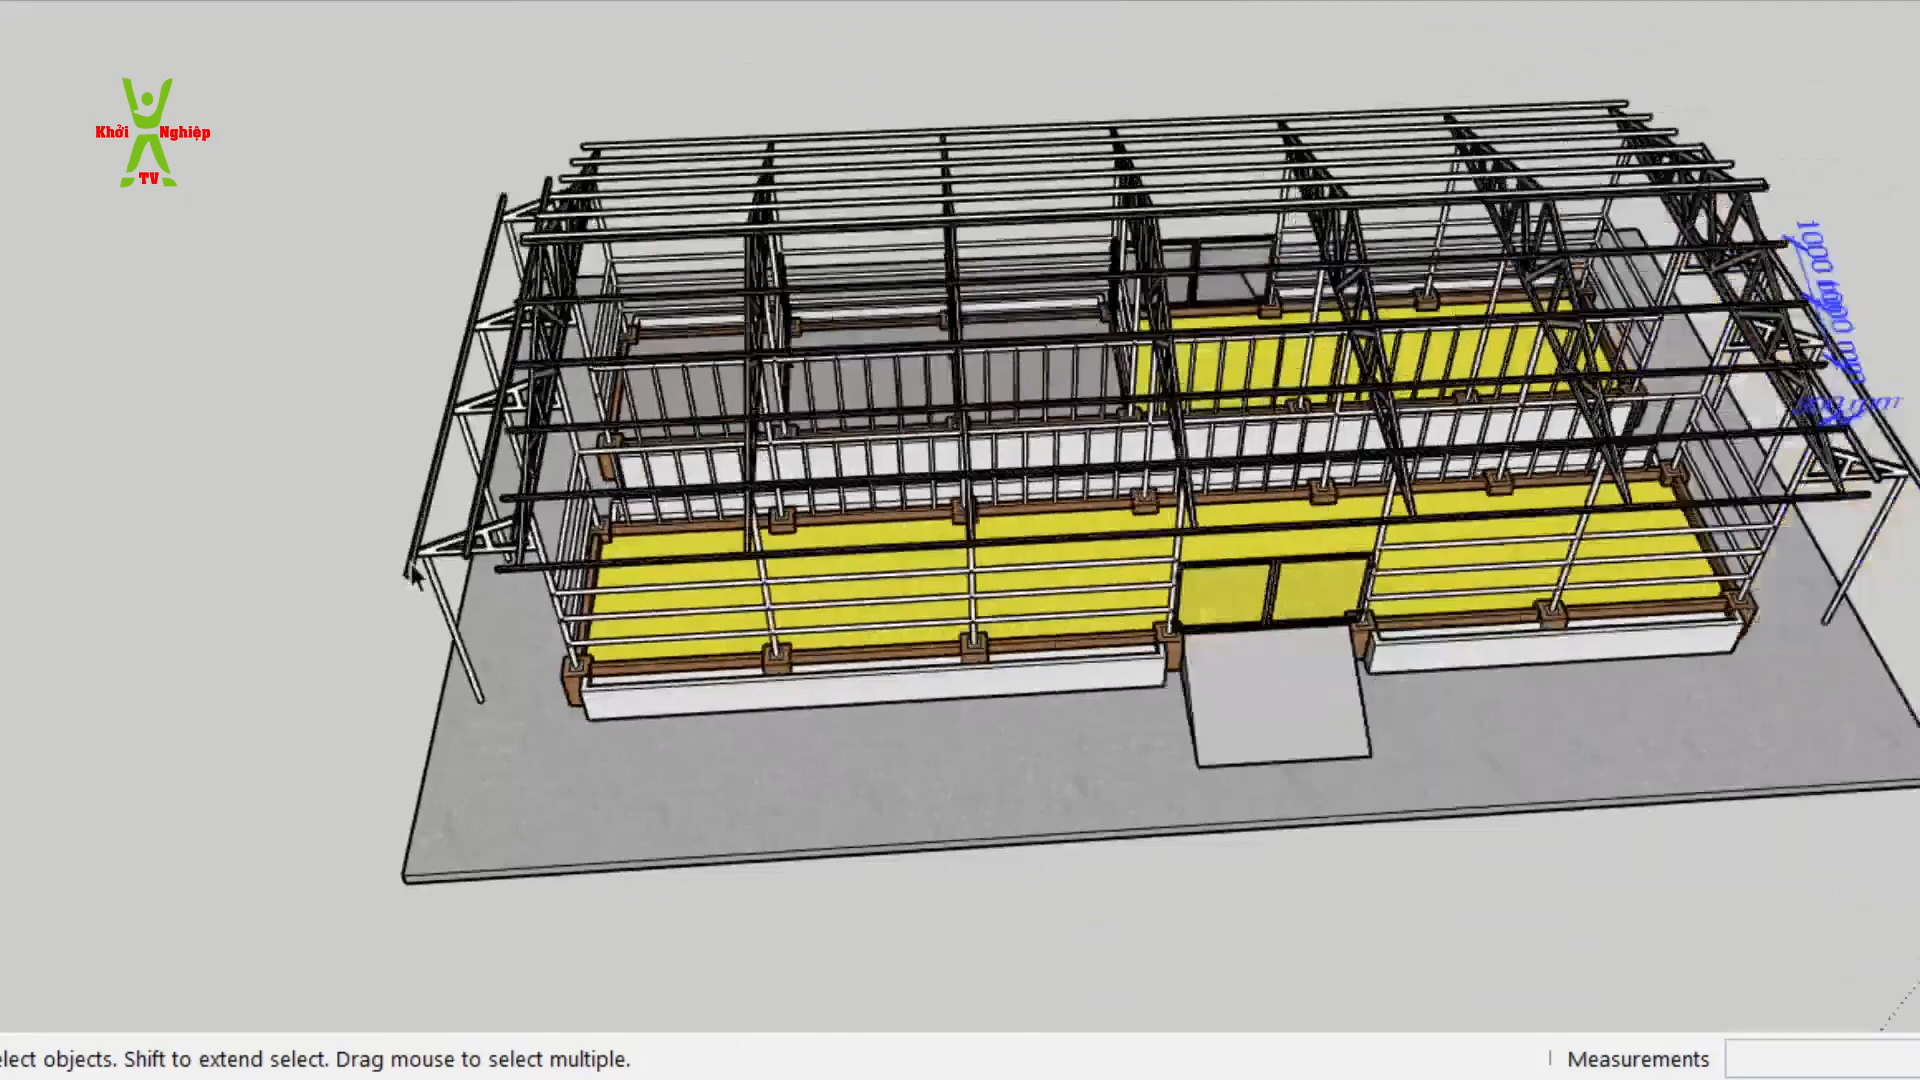 Khởi Nghiệp
TV
1000
elect objects. Shift to extend select. Drag mouse to select multiple.
Measurements